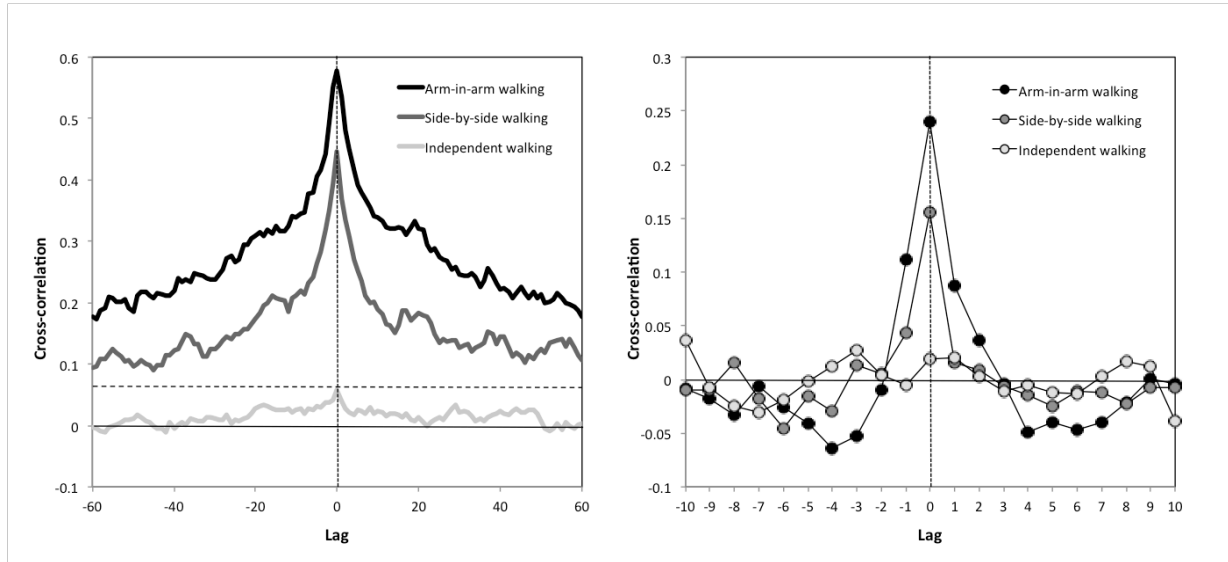 0.6
0.5
0.4
0.3
0.2
0.1
0
-0.1
Cross-correlation
Arm-in-arm walking
Side-by-side walking
Independent walking
-60 -40 -20 0 20 40 60
Lag
0.3
0.25
0.2
0.15
0.1
0.05
0
-0.05
-0.1
Cross-correlation
Arm-in-arm walking
Side-by-side walking
Independent walking
-10 -9 -8 -7 -6 -5 -4 -3 -2 -1 0 1 2 3 4 5 6 7 8 9 10
Lag